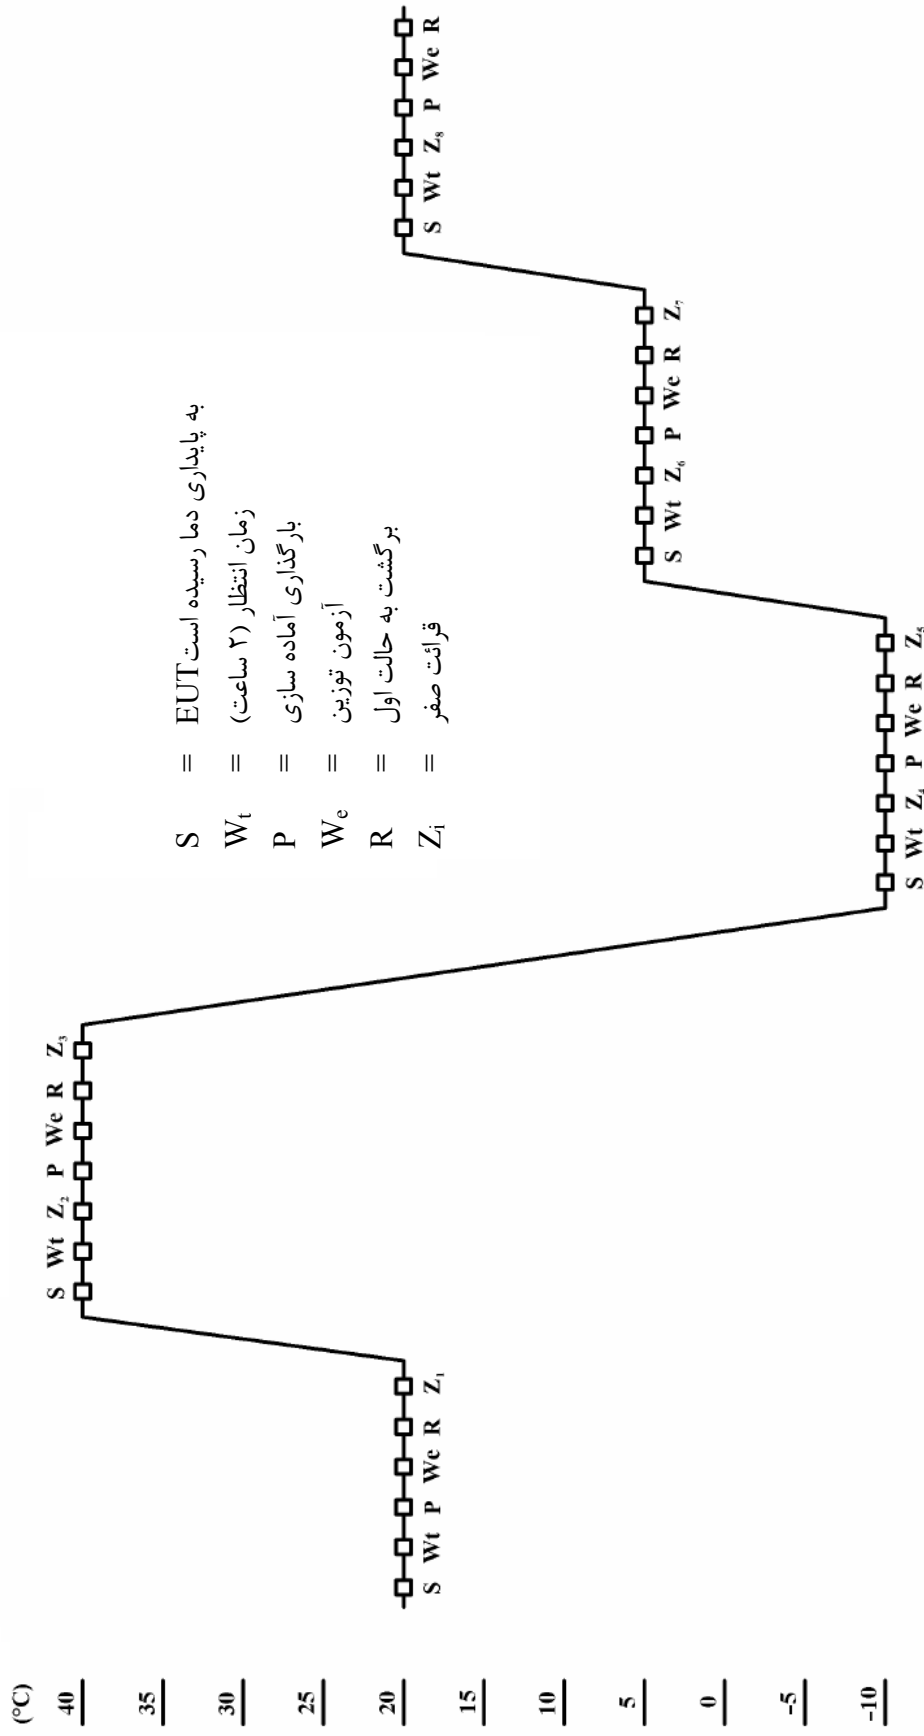 (°C)
40
35
30
25
20
15
10
5
0
-5
-10
S Wt P We R Z₁
S Wt Z₂ P We R Z₃
S Wt Z₄ P We R Z₅
S Wt Z₆ P We R Z₇
S Wt Z₈ P We R
S = به پایداری دما رسیده است EUT
Wₜ = زمان انتظار (۲ ساعت)
P = بارگذاری آماده سازی
Wₑ = آزمون توزین
R = برگشت به حالت اول
Zᵢ = قرائت صفر